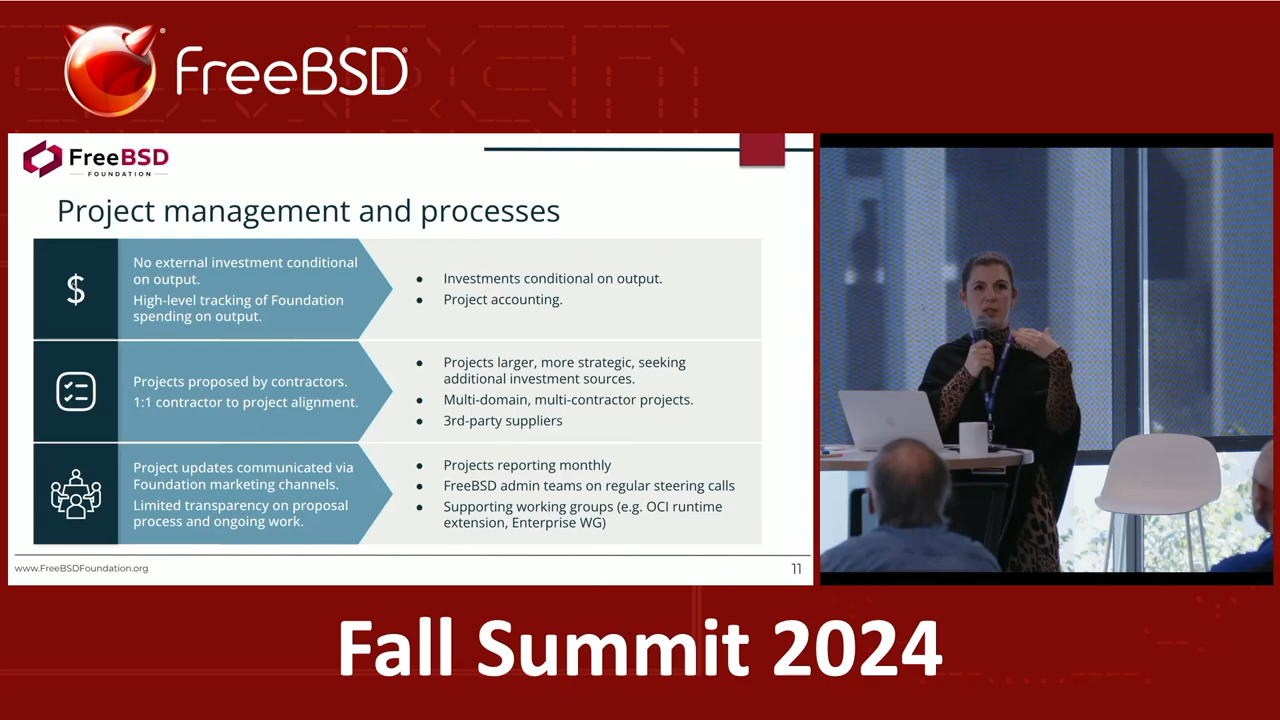 FreeBSD®
FreeBSD
FOUNDATION
Project management and processes
$
No external investment conditional
on output.
High-level tracking of Foundation
spending on output.
● Investments conditional on output.
● Project accounting.
Projects proposed by contractors.
1:1 contractor to project alignment.
● Projects larger, more strategic, seeking
additional investment sources.
● Multi-domain, multi-contractor projects.
● 3rd-party suppliers
Project updates communicated via
Foundation marketing channels.
Limited transparency on proposal
process and ongoing work.
● Projects reporting monthly
● FreeBSD admin teams on regular steering calls
● Supporting working groups (e.g. OCI runtime
extension, Enterprise WG)
www.FreeBSDFoundation.org
11
Fall Summit 2024